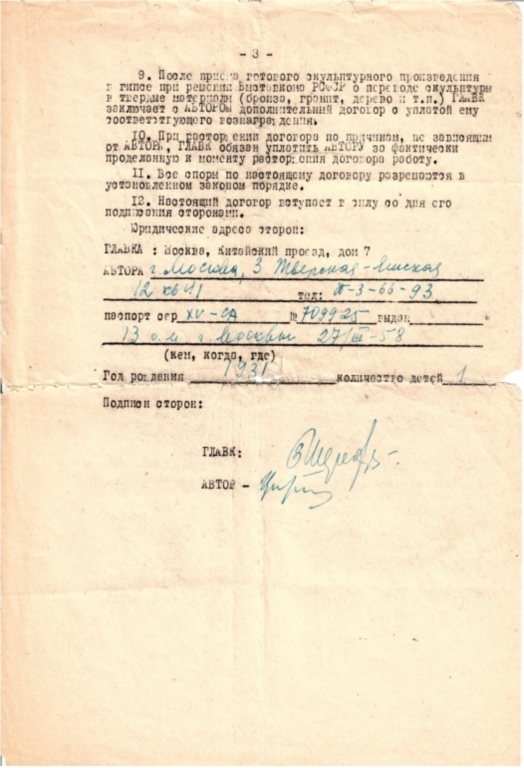 - 3 -
9. После приема готового скульптурного произведения
в гипсе при решении Выставкома РСФСР о переводе скульптуры
в твердые материалы (бронза, гранит, дерево и т.п.) ГЛАВК
заключает с АВТОРОМ дополнительный договор с уплатой ему
соответствующего вознаграждения.
10. При расторжении договора по причинам, не зависящим
от АВТОРА, ГЛАВК обязан уплатить АВТОРУ за фактически
проделанную к моменту расторжения договора работу.
11. Все споры по настоящему договору разрешаются в
установленном законом порядке.
12. Настоящий договор вступает в силу со дня его
подписания сторонами.
Юридические адреса сторон:
ГЛАВКА : Москва, Китайский проезд, дом 7
АВТОРА г. Москва, 3 Тверская-Ямская
12 кв 41 тел: 3-66-93
паспорт сер XV-СА № 709925 выдан
13 о.м г. Москвы 27/III-58
(кем, когда, где)
Год рождения 1931 количество детей 1
Подписи сторон:
ГЛАВК:
АВТОР -